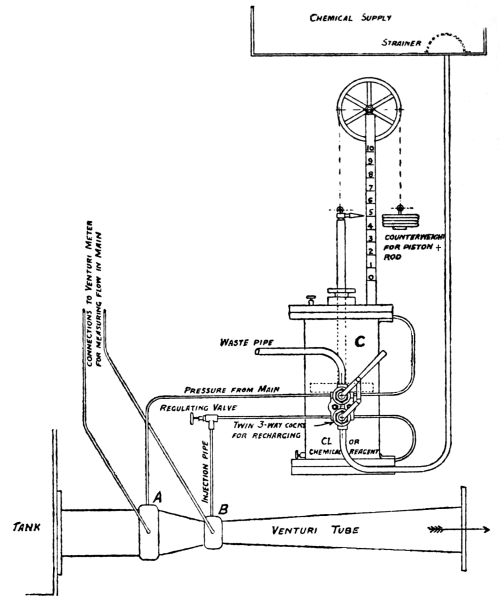 CHEMICAL SUPPLY
STRAINER
10
9
8
7
6
5
4
3
2
1
0
COUNTERWEIGHT
FOR PISTON +
ROD
CONNECTIONS TO VENTURI METER
FOR MEASURING FLOW IN MAIN
WASTE PIPE
C
PRESSURE FROM MAIN
REGULATING VALVE
TWIN 3-WAY COCKS
FOR RECHARGING
CL OR
CHEMICAL REAGENT
INJECTION PIPE
A
B
TANK
VENTURI TUBE